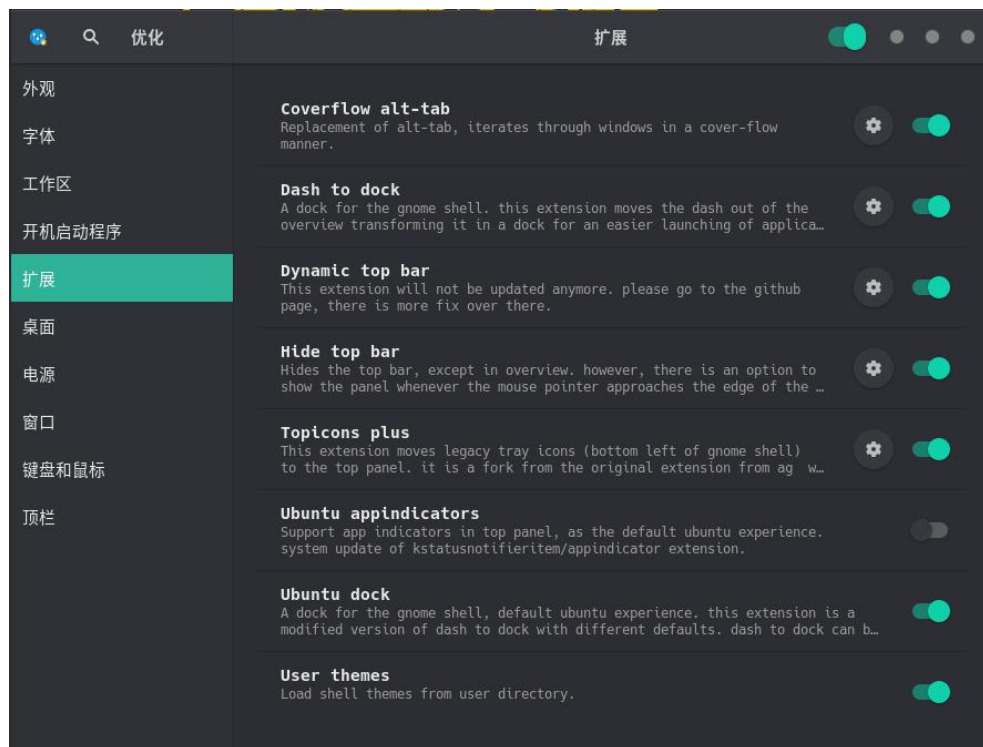 优化
扩展
外观
字体
工作区
开机启动程序
扩展
桌面
电源
窗口
键盘和鼠标
顶栏
Coverflow alt-tab
Replacement of alt-tab, iterates through windows in a cover-flow
manner.
Dash to dock
A dock for the gnome shell. this extension moves the dash out of the
overview transforming it in a dock for an easier launching of applica…
Dynamic top bar
This extension will not be updated anymore. please go to the github
page, there is more fix over there.
Hide top bar
Hides the top bar, except in overview. however, there is an option to
show the panel whenever the mouse pointer approaches the edge of the …
Topicons plus
This extension moves legacy tray icons (bottom left of gnome shell)
to the top panel. it is a fork from the original extension from ag w…
Ubuntu appindicators
Support app indicators in top panel, as the default ubuntu experience.
system update of kstatusnotifieritem/appindicator extension.
Ubuntu dock
A dock for the gnome shell, default ubuntu experience. this extension is a
modified version of dash to dock with different defaults. dash to dock can b…
User themes
Load shell themes from user directory.